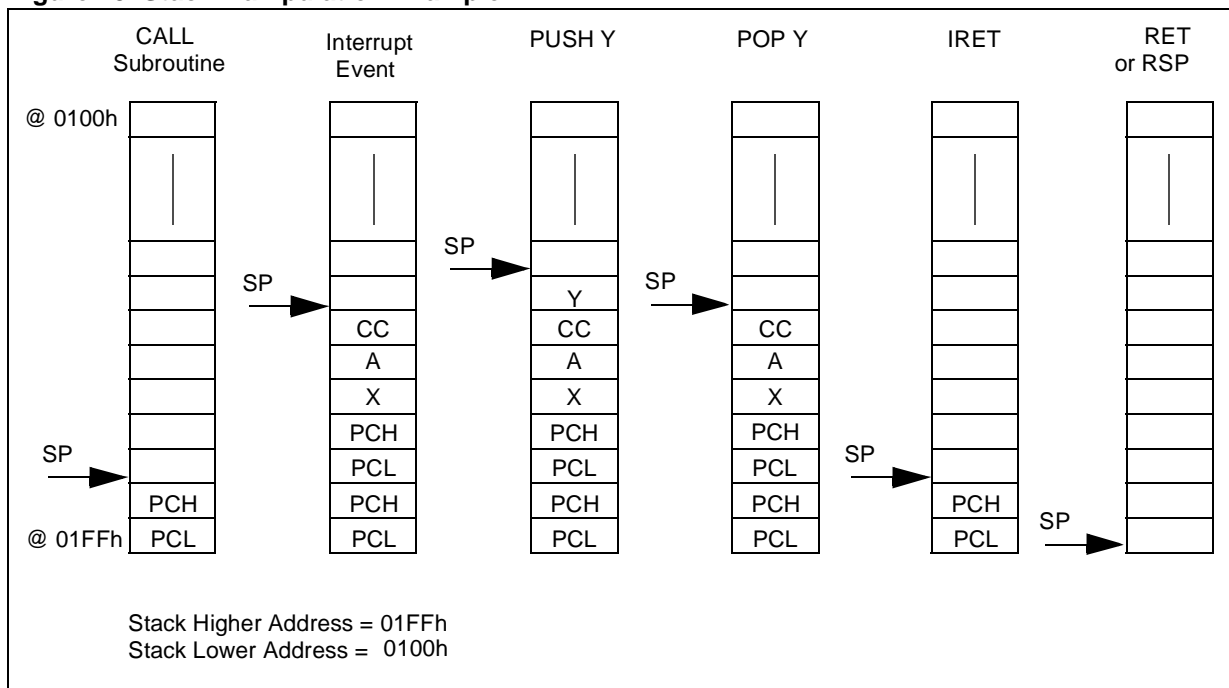 CALL
Subroutine
Interrupt
Event
PUSH Y
POP Y
IRET
RET
or RSP
@ 0100h
SP
SP
SP
Y
CC
CC
CC
A
A
A
X
X
X
PCH
PCH
PCH
SP
SP
PCL
PCL
PCL
PCH
PCH
PCH
PCH
PCH
SP
@ 01FFh
PCL
PCL
PCL
PCL
PCL
Stack Higher Address = 01FFh
Stack Lower Address = 0100h